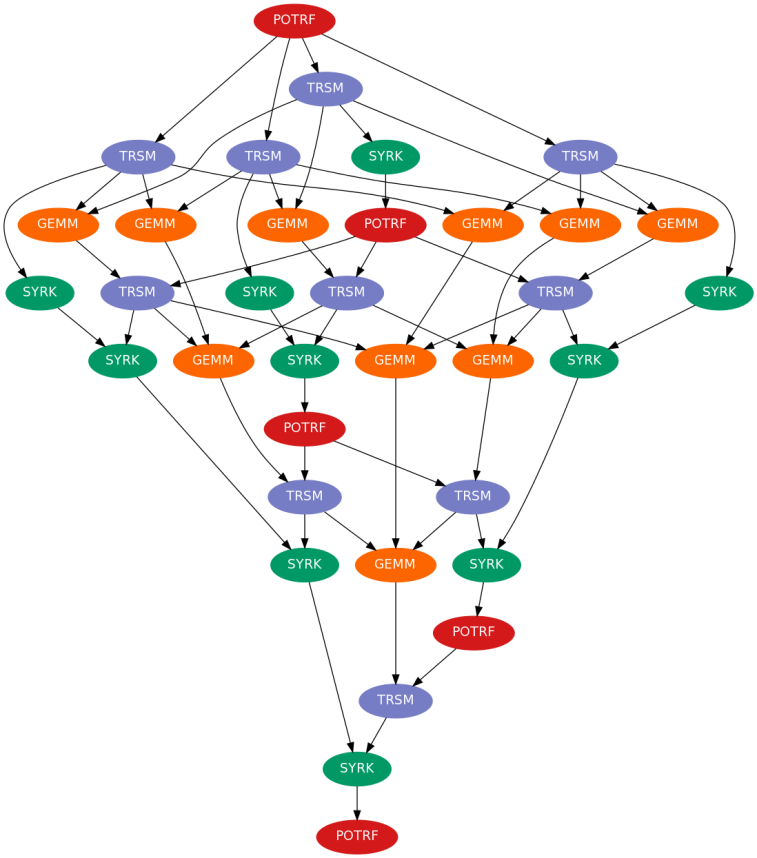 POTRF
TRSM
TRSM TRSM SYRK TRSM
GEMM GEMM GEMM POTRF GEMM GEMM GEMM
SYRK TRSM SYRK TRSM TRSM SYRK
SYRK GEMM SYRK GEMM GEMM SYRK
POTRF
TRSM TRSM
SYRK GEMM SYRK
POTRF
TRSM
SYRK
POTRF